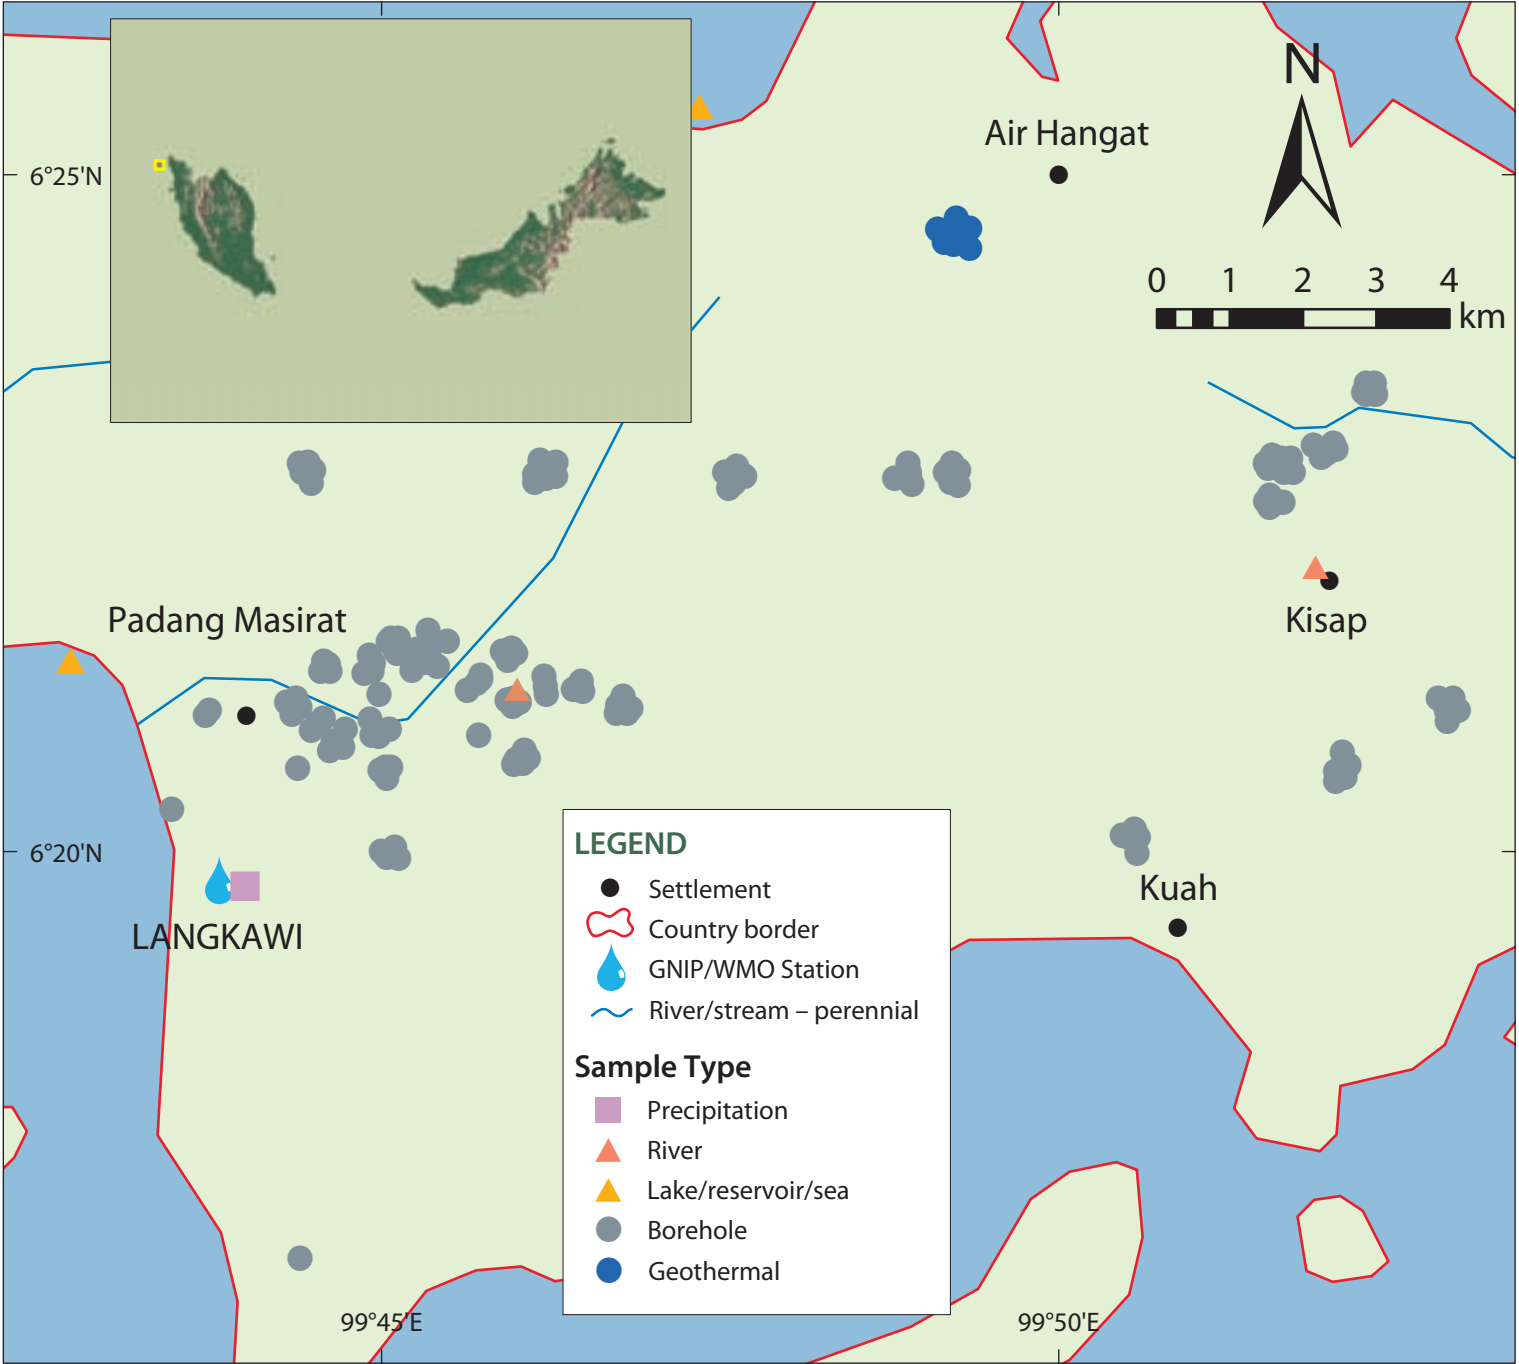 N
Air Hangat
6°25'N
0 1 2 3 4
km
Padang Masirat
Kisap
6°20'N
LANGKAWI
Kuah
LEGEND
Settlement
Country border
GNIP/WMO Station
River/stream – perennial
Sample Type
Precipitation
River
Lake/reservoir/sea
Borehole
Geothermal
99°45'E
99°50'E